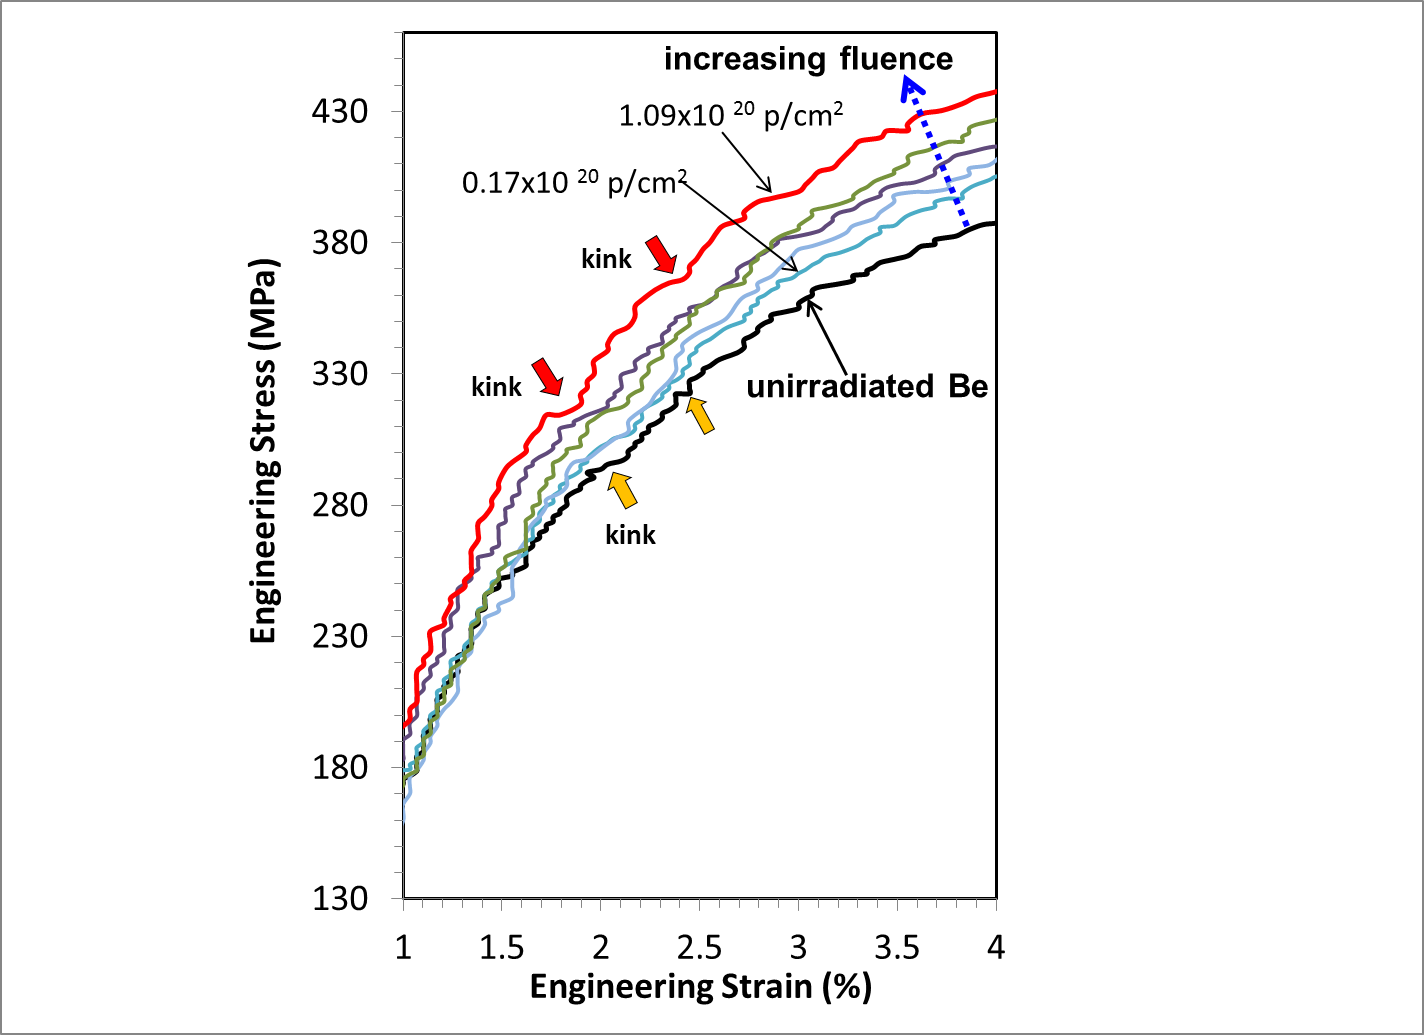 increasing fluence
1.09x10 20 p/cm2
0.17x10 20 p/cm2
kink
kink
unirradiated Be
kink
Engineering Stress (MPa)
430
380
330
280
230
180
130
1 1.5 2 2.5 3 3.5 4
Engineering Strain (%)